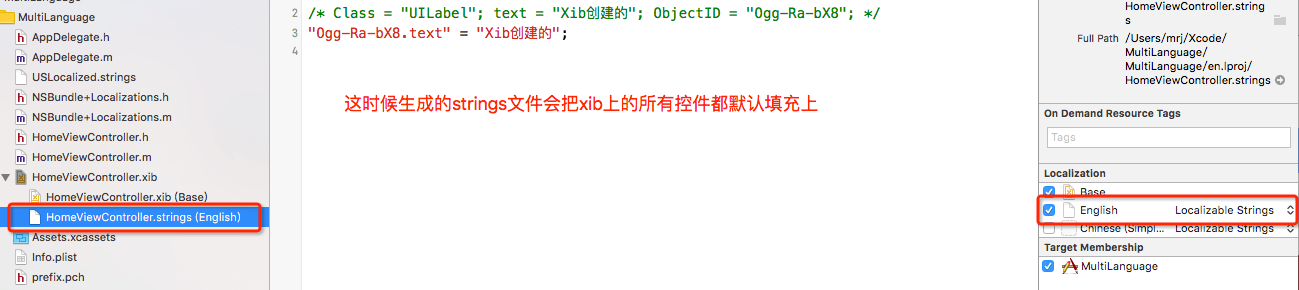 MultiLanguage
MultiLanguage
AppDelegate.h
AppDelegate.m
USLocalized.strings
NSBundle+Localizations.h
NSBundle+Localizations.m
HomeViewController.h
HomeViewController.m
HomeViewController.xib
HomeViewController.xib (Base)
HomeViewController.strings (English)
Assets.xcassets
Info.plist
prefix.pch
2 /* Class = "UILabel"; text = "Xib创建的"; ObjectID = "Ogg-Ra-bX8"; */
3 "Ogg-Ra-bX8.text" = "Xib创建的";
4
这时候生成的strings文件会把xib上的所有控件都默认填充上
HomeViewController.string
s
Full Path /Users/mrj/Xcode/
MultiLanguage/
MultiLanguage/en.lproj/
HomeViewController.strings
On Demand Resource Tags
Tags
Localization
Base
English Localizable Strings
Chinese (Simpl... Localizable Strings
Target Membership
MultiLanguage